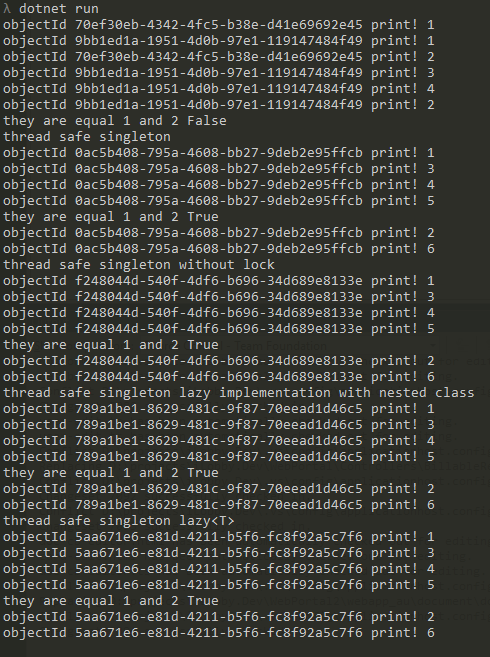 λ dotnet run
objectId 70ef30eb-4342-4fc5-b38e-d41e69692e45 print! 1
objectId 9bb1ed1a-1951-4d0b-97e1-119147484f49 print! 1
objectId 70ef30eb-4342-4fc5-b38e-d41e69692e45 print! 2
objectId 9bb1ed1a-1951-4d0b-97e1-119147484f49 print! 3
objectId 9bb1ed1a-1951-4d0b-97e1-119147484f49 print! 4
objectId 9bb1ed1a-1951-4d0b-97e1-119147484f49 print! 2
they are equal 1 and 2 False
thread safe singleton
objectId 0ac5b408-795a-4608-bb27-9deb2e95ffcb print! 1
objectId 0ac5b408-795a-4608-bb27-9deb2e95ffcb print! 3
objectId 0ac5b408-795a-4608-bb27-9deb2e95ffcb print! 4
objectId 0ac5b408-795a-4608-bb27-9deb2e95ffcb print! 5
they are equal 1 and 2 True
objectId 0ac5b408-795a-4608-bb27-9deb2e95ffcb print! 2
objectId 0ac5b408-795a-4608-bb27-9deb2e95ffcb print! 6
thread safe singleton without lock
objectId f248044d-540f-4df6-b696-34d689e8133e print! 1
objectId f248044d-540f-4df6-b696-34d689e8133e print! 3
objectId f248044d-540f-4df6-b696-34d689e8133e print! 4
objectId f248044d-540f-4df6-b696-34d689e8133e print! 5
they are equal 1 and 2 True
objectId f248044d-540f-4df6-b696-34d689e8133e print! 2
objectId f248044d-540f-4df6-b696-34d689e8133e print! 6
thread safe singleton lazy implementation with nested class
objectId 789a1be1-8629-481c-9f87-70eead1d46c5 print! 1
objectId 789a1be1-8629-481c-9f87-70eead1d46c5 print! 3
objectId 789a1be1-8629-481c-9f87-70eead1d46c5 print! 4
objectId 789a1be1-8629-481c-9f87-70eead1d46c5 print! 5
they are equal 1 and 2 True
objectId 789a1be1-8629-481c-9f87-70eead1d46c5 print! 2
objectId 789a1be1-8629-481c-9f87-70eead1d46c5 print! 6
thread safe singleton lazy<T>
objectId 5aa671e6-e81d-4211-b5f6-fc8f92a5c7f6 print! 1
objectId 5aa671e6-e81d-4211-b5f6-fc8f92a5c7f6 print! 3
objectId 5aa671e6-e81d-4211-b5f6-fc8f92a5c7f6 print! 4
objectId 5aa671e6-e81d-4211-b5f6-fc8f92a5c7f6 print! 5
they are equal 1 and 2 True
objectId 5aa671e6-e81d-4211-b5f6-fc8f92a5c7f6 print! 2
objectId 5aa671e6-e81d-4211-b5f6-fc8f92a5c7f6 print! 6